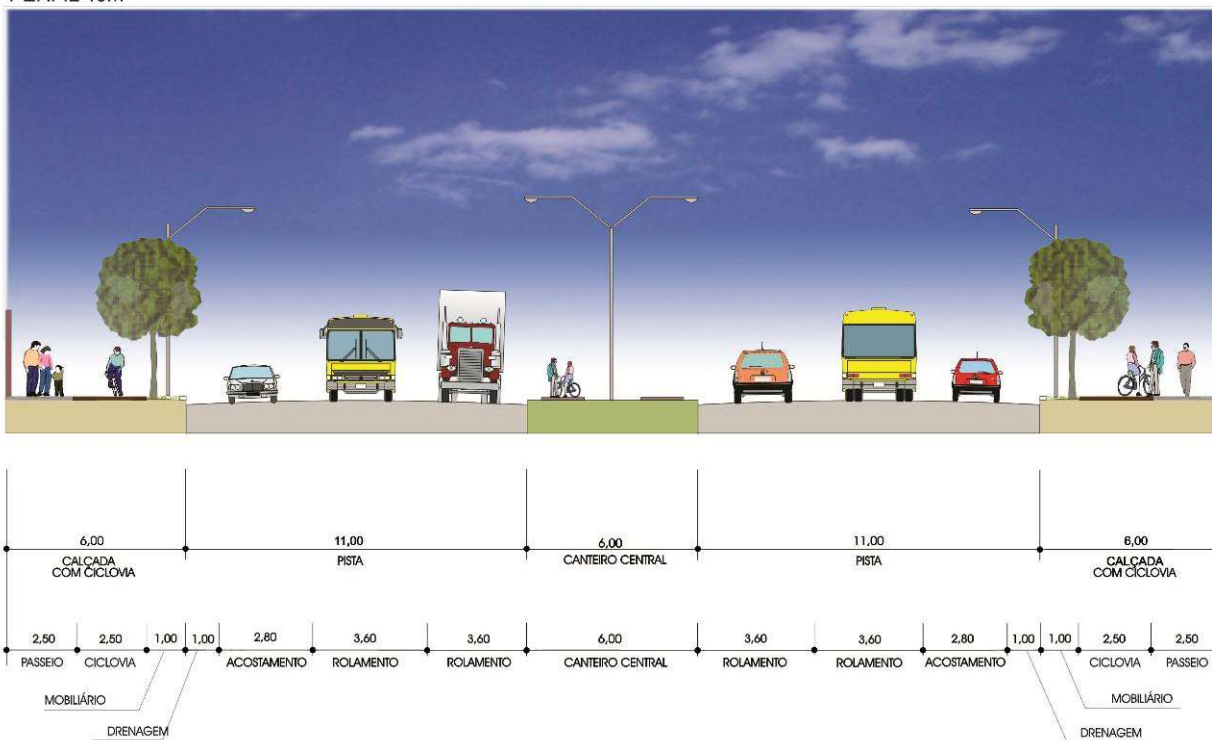 6,00 11,00 6,00 11,00 6,00
CALÇADA
COM CICLOVIA
PISTA
CANTEIRO CENTRAL
PISTA
CALÇADA
COM CICLOVIA
2,50 2,50 1,00 1,00 2,80 3,60 3,60 6,00 3,60 3,60 2,80 1,00 1,00 2,50 2,50
PASSEIO CICLOVIA ACOSTAMENTO ROLAMENTO ROLAMENTO CANTEIRO CENTRAL ROLAMENTO ROLAMENTO ACOSTAMENTO CICLOVIA PASSEIO
MOBILIÁRIO MOBILIÁRIO
DRENAGEM DRENAGEM